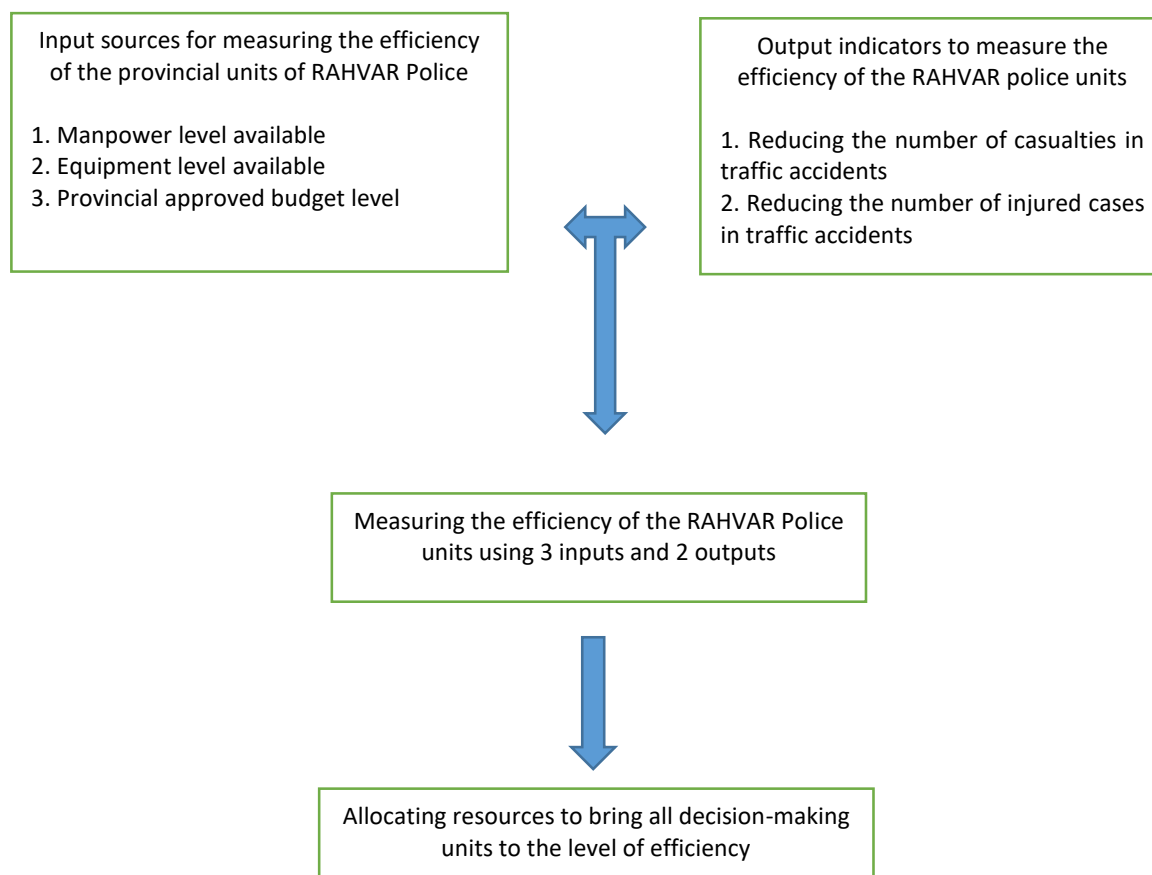 Input sources for measuring the efficiency
of the provincial units of RAHVAR Police
1. Manpower level available
2. Equipment level available
3. Provincial approved budget level
Output indicators to measure the
efficiency of the RAHVAR police units
1. Reducing the number of casualties in
traffic accidents
2. Reducing the number of injured cases
in traffic accidents
Measuring the efficiency of the RAHVAR Police
units using 3 inputs and 2 outputs
Allocating resources to bring all decision-making
units to the level of efficiency